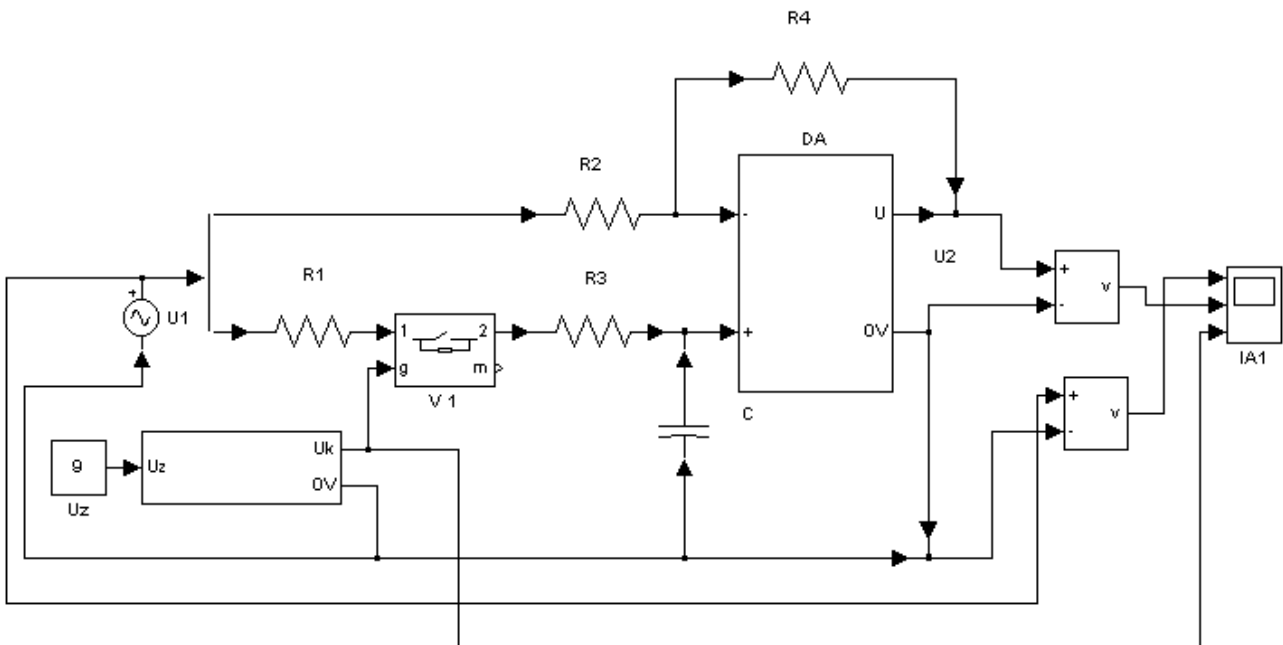 R4
DA
R2
-
U
U2
R1
R3
+
v
-
+
U1
1
2
g
m
V 1
+
0V
IA1
C
+
v
-
9
Uz
Uz
Uk
0V